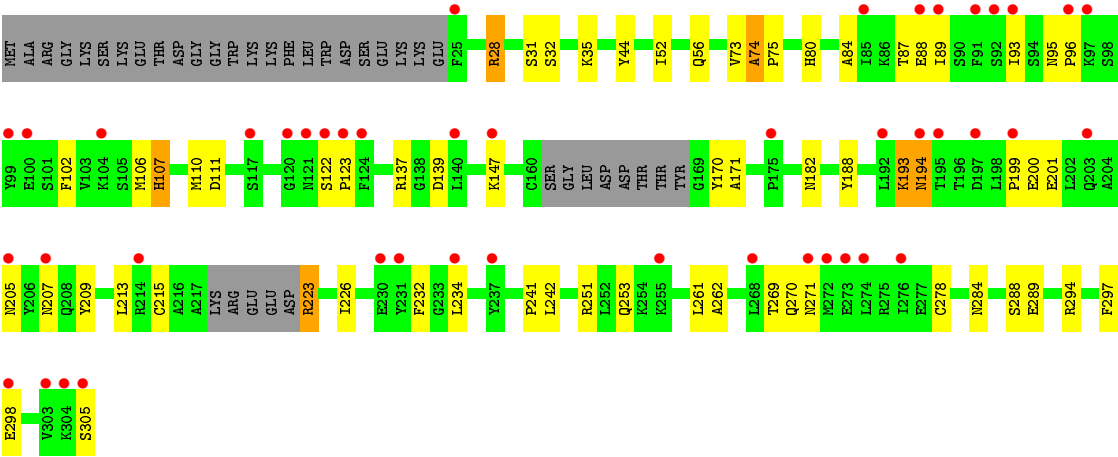 MET ALA ARG GLY LYS SER LYS LYS GLU THR THR ASP GLY GLY TRP LYS LYS PHE LEU TRP ASP SER GLU LYS LYS GLU F25 R28 S31 S32 K35 Y44 I52 Q56 V73 A74 P75 H80 A84 I85 K86 T87 E88 I89 S90 F91 S92 I93 S94 N95 P96 K97 S98
Y99 E100 S101 F102 V103 K104 S105 M106 H107 M110 D111 S117 G120 N121 S122 P123 F124 R137 G138 D139 L140 K147 C160 SER GLY LEU ASP ASP THR THR TYR G169 Y170 A171 P175 N182 Y188 L192 K193 N194 T195 T196 D197 L198 P199 E200 E201 L202 Q203 A204
N205 Y206 N207 Q208 Y209 L213 R214 C215 A216 A217 LYS ARG GLU GLU ASP R223 I226 E230 Y231 F232 G233 L234 Y237 P241 L242 R251 L252 Q253 K254 K255 L261 A262 L268 T269 Q270 N271 M272 E273 L274 R275 I276 E277 C278 N284 S288 E289 R294 F297
E298 V303 K304 S305